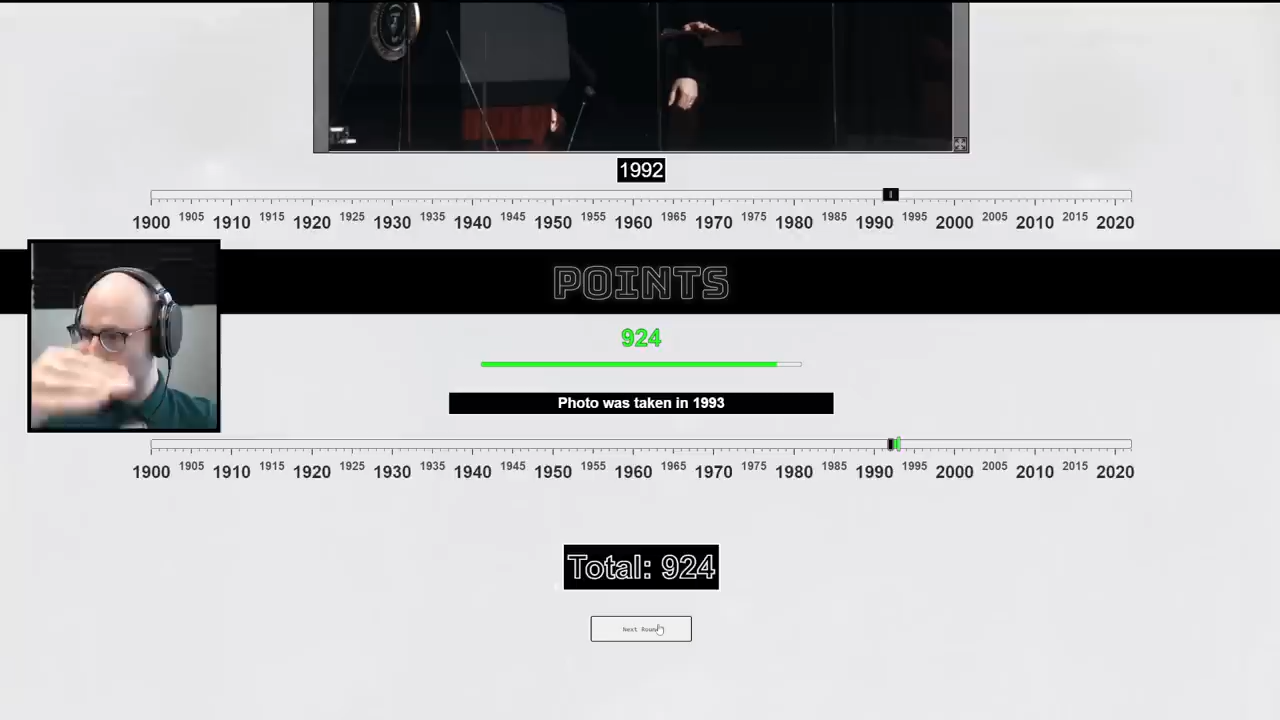 1992
1900 1905 1910 1915 1920 1925 1930 1935 1940 1945 1950 1955 1960 1965 1970 1975 1980 1985 1990 1995 2000 2005 2010 2015 2020
POINTS
924
Photo was taken in 1993
1900 1905 1910 1915 1920 1925 1930 1935 1940 1945 1950 1955 1960 1965 1970 1975 1980 1985 1990 1995 2000 2005 2010 2015 2020
Total: 924
Next Round